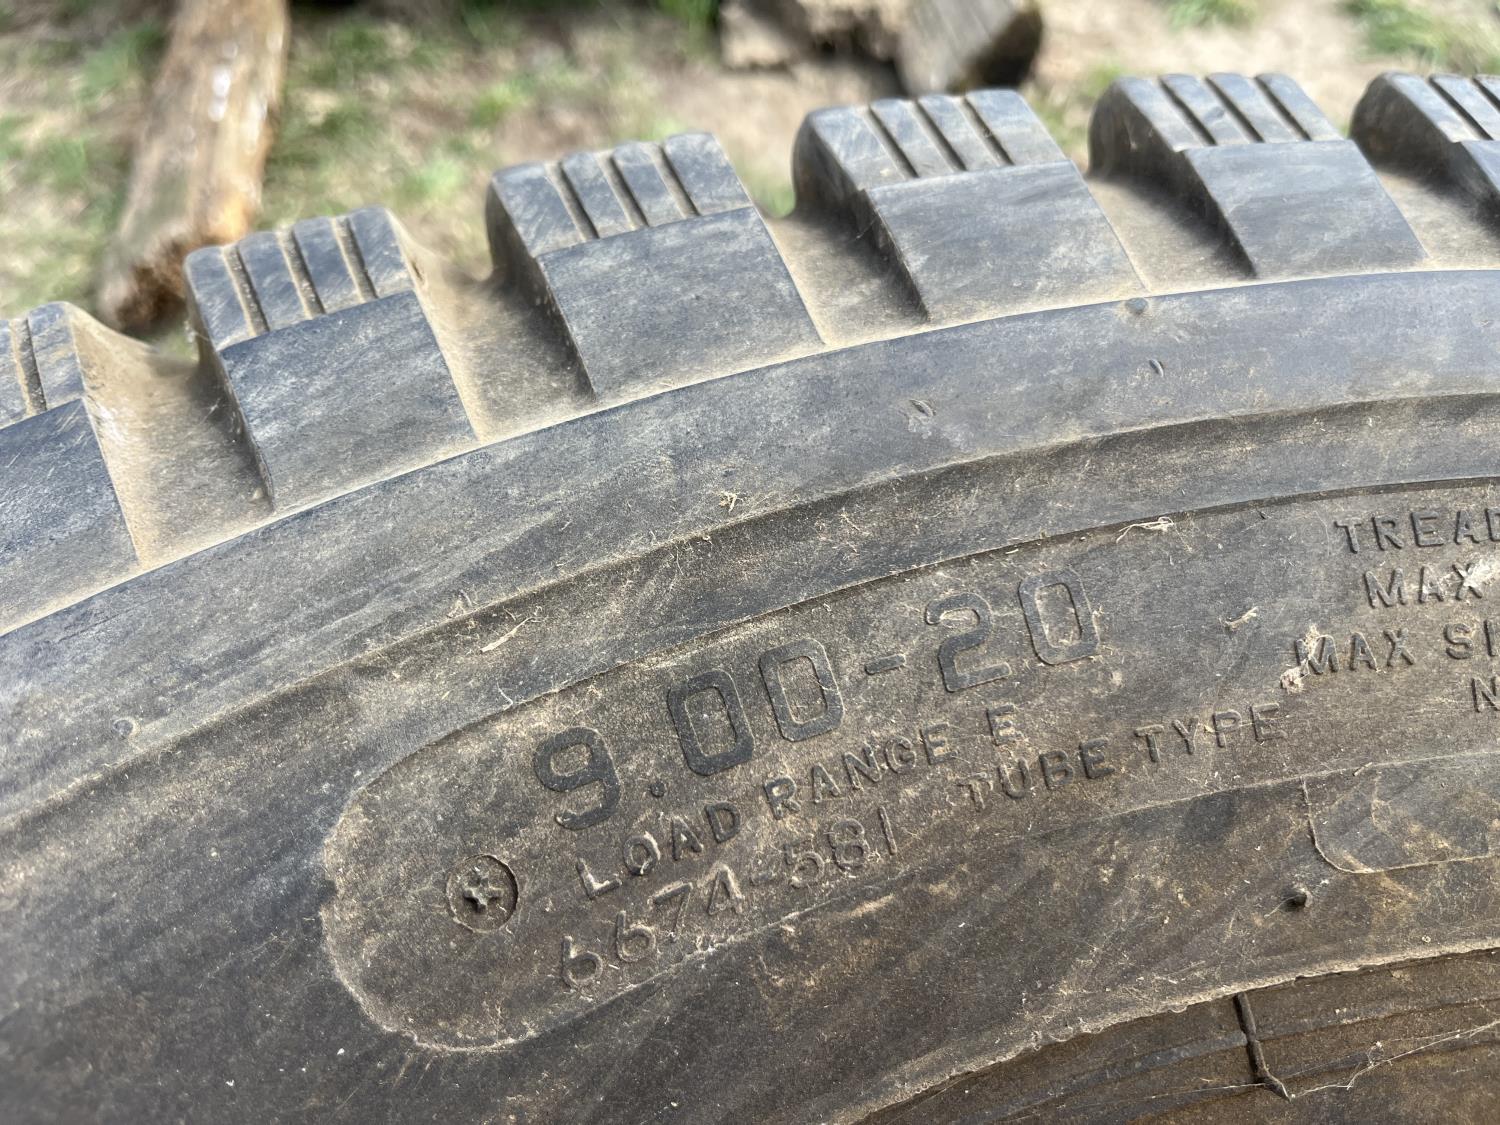 9.00-20
LOAD RANGE E
6674-581 TUBE TYPE
TREAD
MAX
MAX